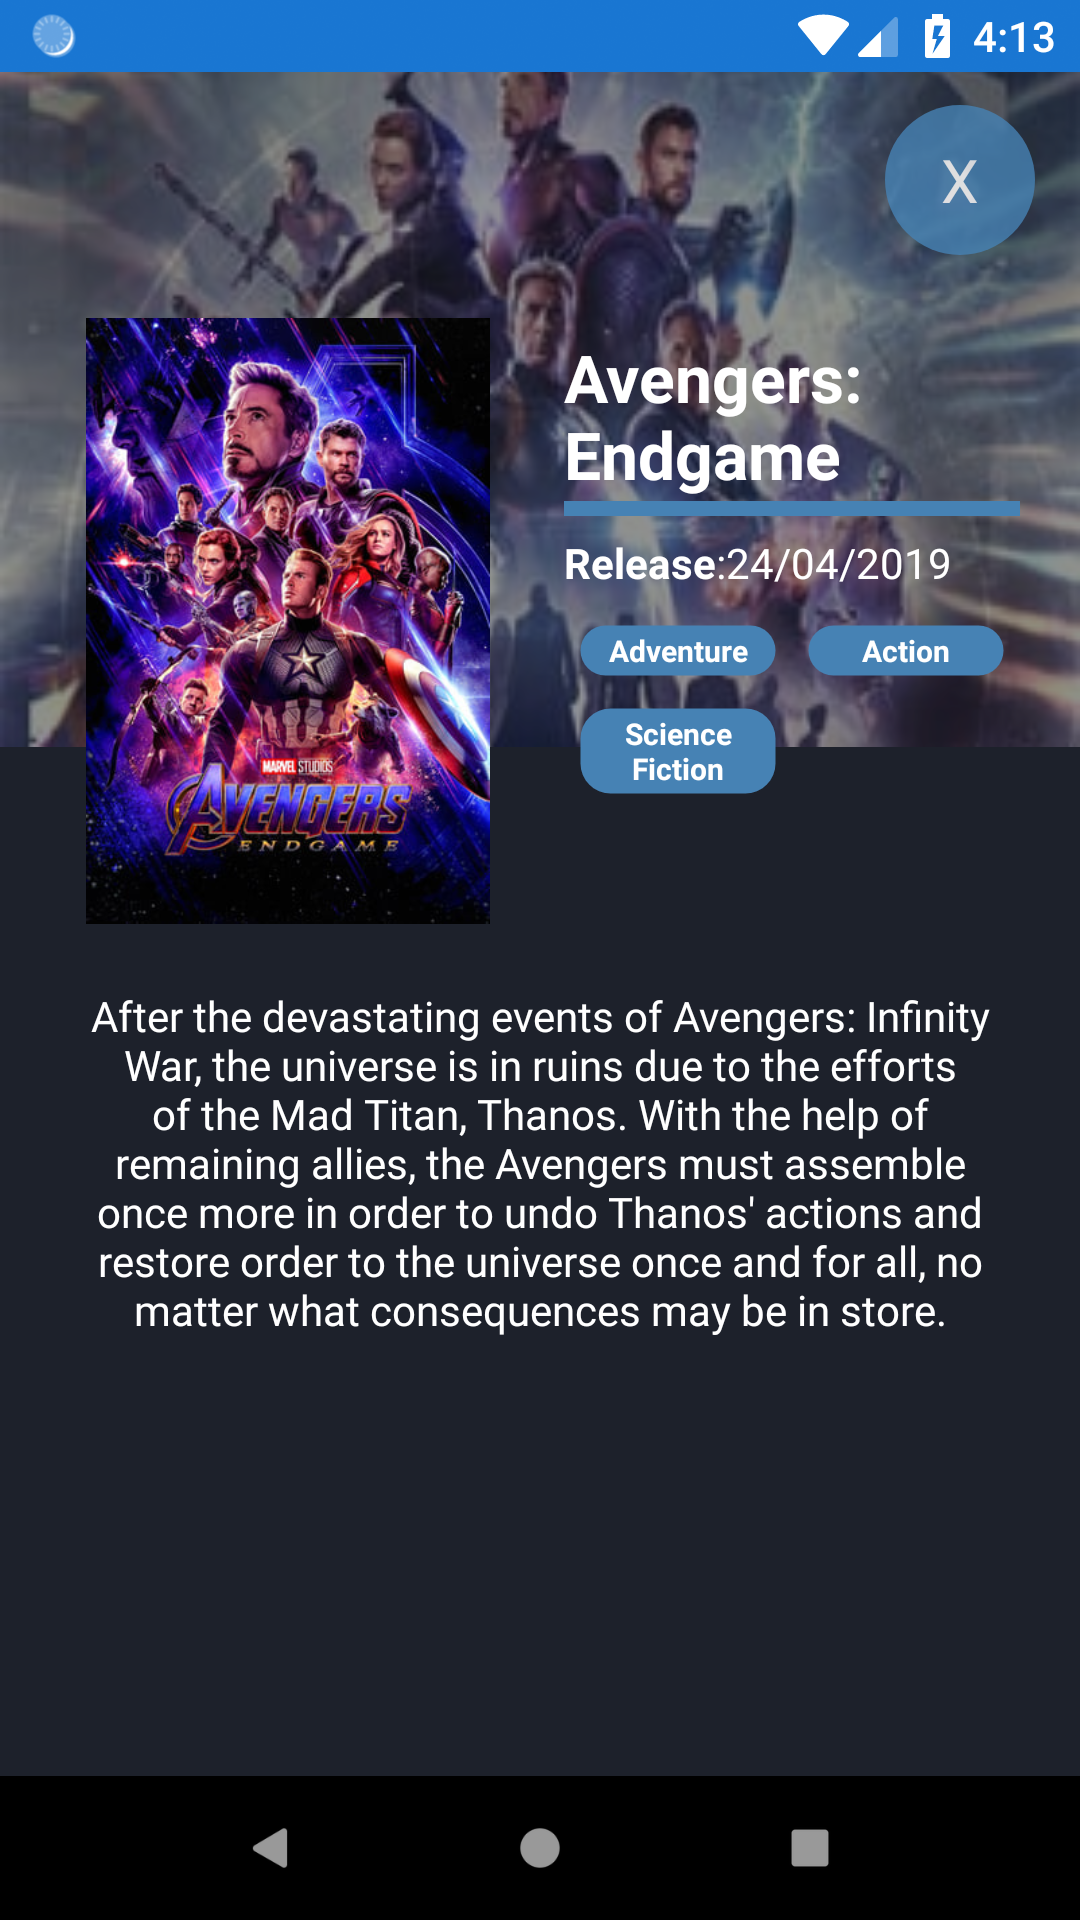 4:13
X
Avengers:
Endgame
Release:24/04/2019
Adventure
Action
Science
Fiction
MARVEL STUDIOS
AVENGERS
ENDGAME
After the devastating events of Avengers: Infinity
War, the universe is in ruins due to the efforts
of the Mad Titan, Thanos. With the help of
remaining allies, the Avengers must assemble
once more in order to undo Thanos' actions and
restore order to the universe once and for all, no
matter what consequences may be in store.